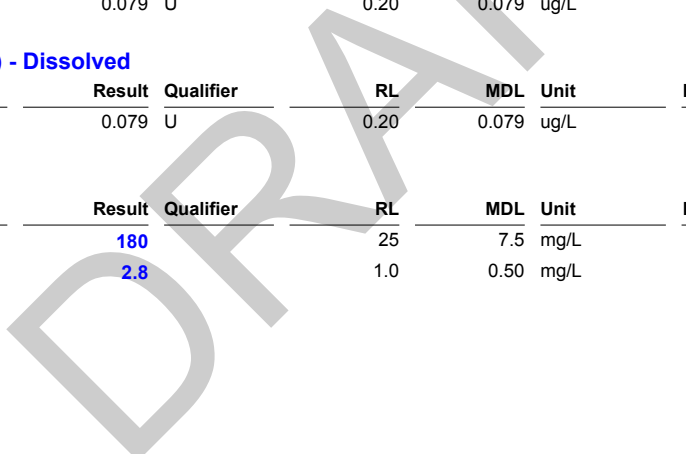 0.079 U 0.20 0.079 ug/L
) - Dissolved
Result Qualifier RL MDL Unit
0.079 U 0.20 0.079 ug/L
Result Qualifier RL MDL Unit
180 25 7.5 mg/L
2.8 1.0 0.50 mg/L
DRA